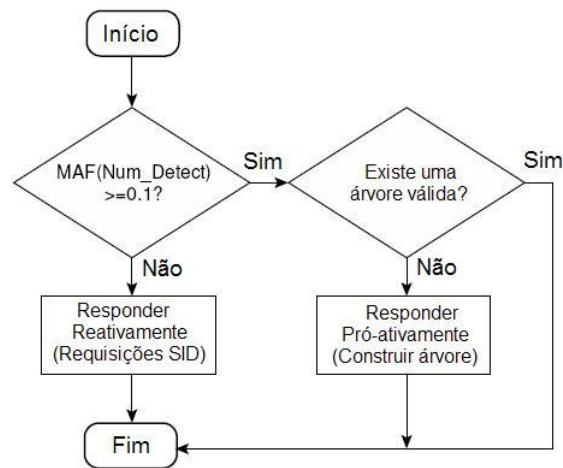 Início
MAF(Num_Detect)
>=0.1?
Sim
Existe uma
árvore válida?
Sim
Não
Não
Responder
Reativamente
(Requisições SID)
Responder
Pró-ativamente
(Construir árvore)
Fim